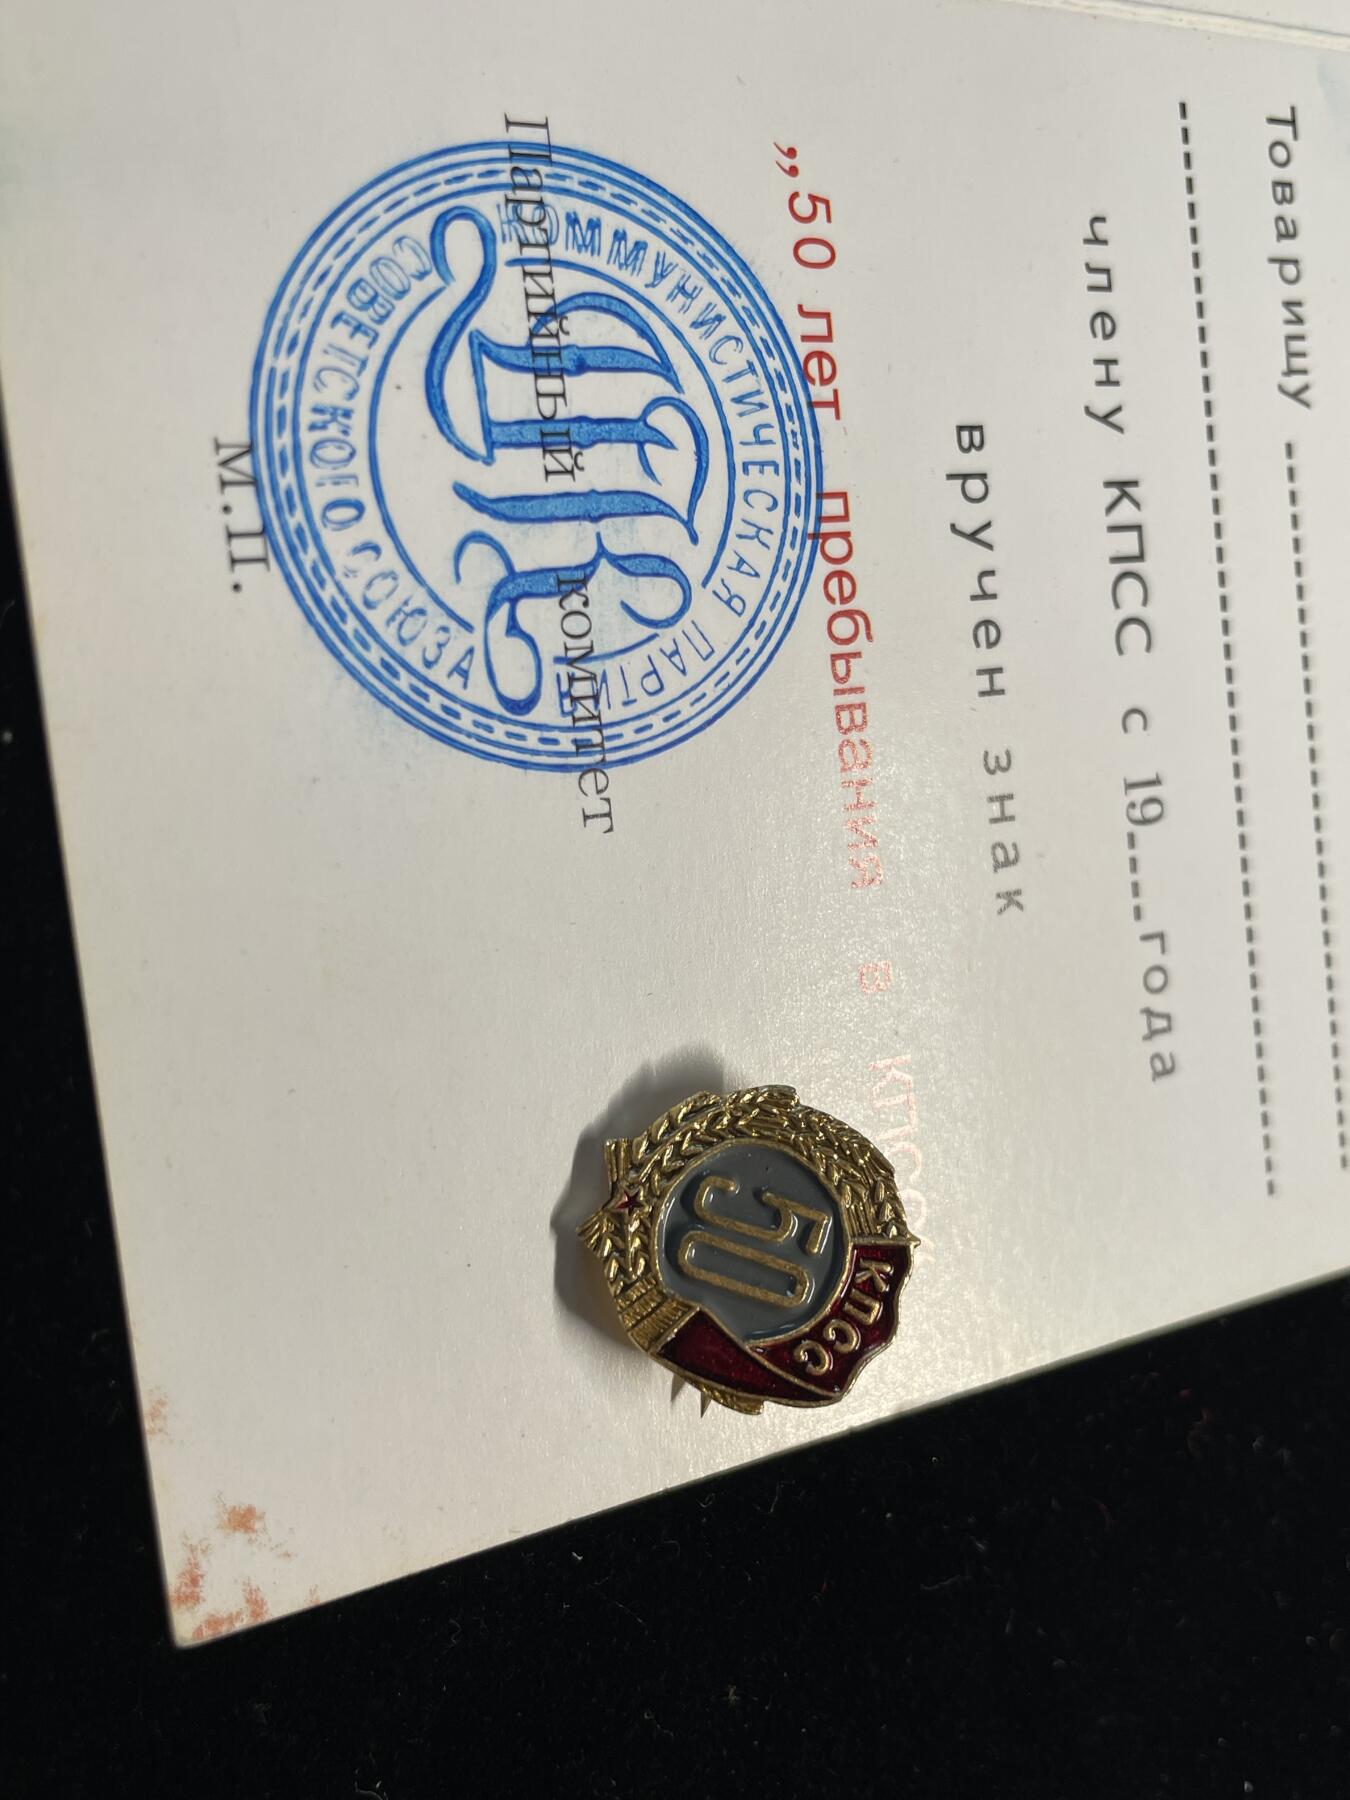 Товарищу
члену КПСС с 19 года
вручен знак
„50 лет пребывания в КПСС“
Партийный комитет
М.П.
КОММУНИСТИЧЕСКАЯ ПАРТИЯ
СОВЕТСКОГО СОЮЗА
ЦК
КПСС
50